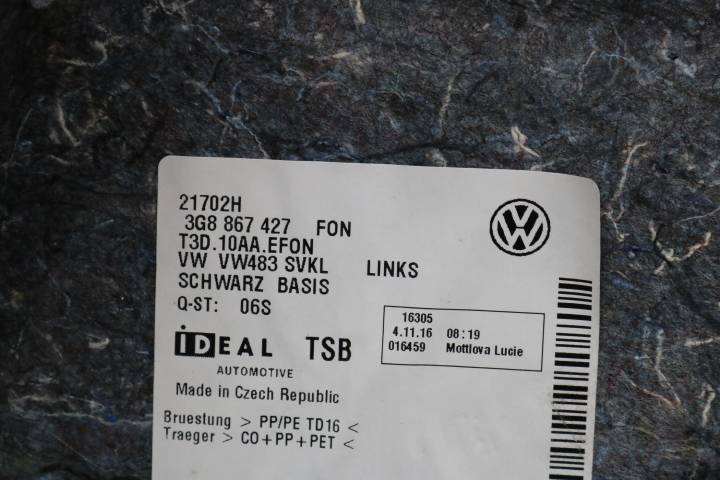 21702H
3G8 867 427 FON
T3D.10AA.EFON
VW VW483 SVKL LINKS
SCHWARZ BASIS
Q-ST: 06S
16305
4.11.16 08:19
016459 Mottlova Lucie
iDEAL TSB
AUTOMOTIVE
Made in Czech Republic
Bruestung > PP/PE TD16 <
Traeger > CO+PP+PET <